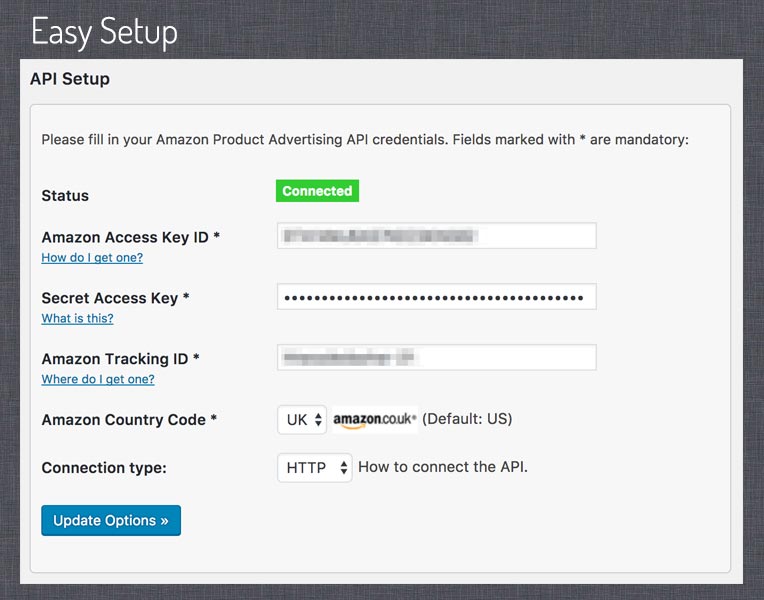 Easy Setup
API Setup
Please fill in your Amazon Product Advertising API credentials. Fields marked with * are mandatory:
Status Connected
Amazon Access Key ID *
How do I get one?
Secret Access Key * ••••••••••••••••••••••••••••••••••••••••
What is this?
Amazon Tracking ID *
Where do I get one?
Amazon Country Code * UK amazon.co.uk (Default: US)
Connection type: HTTP How to connect the API.
Update Options »